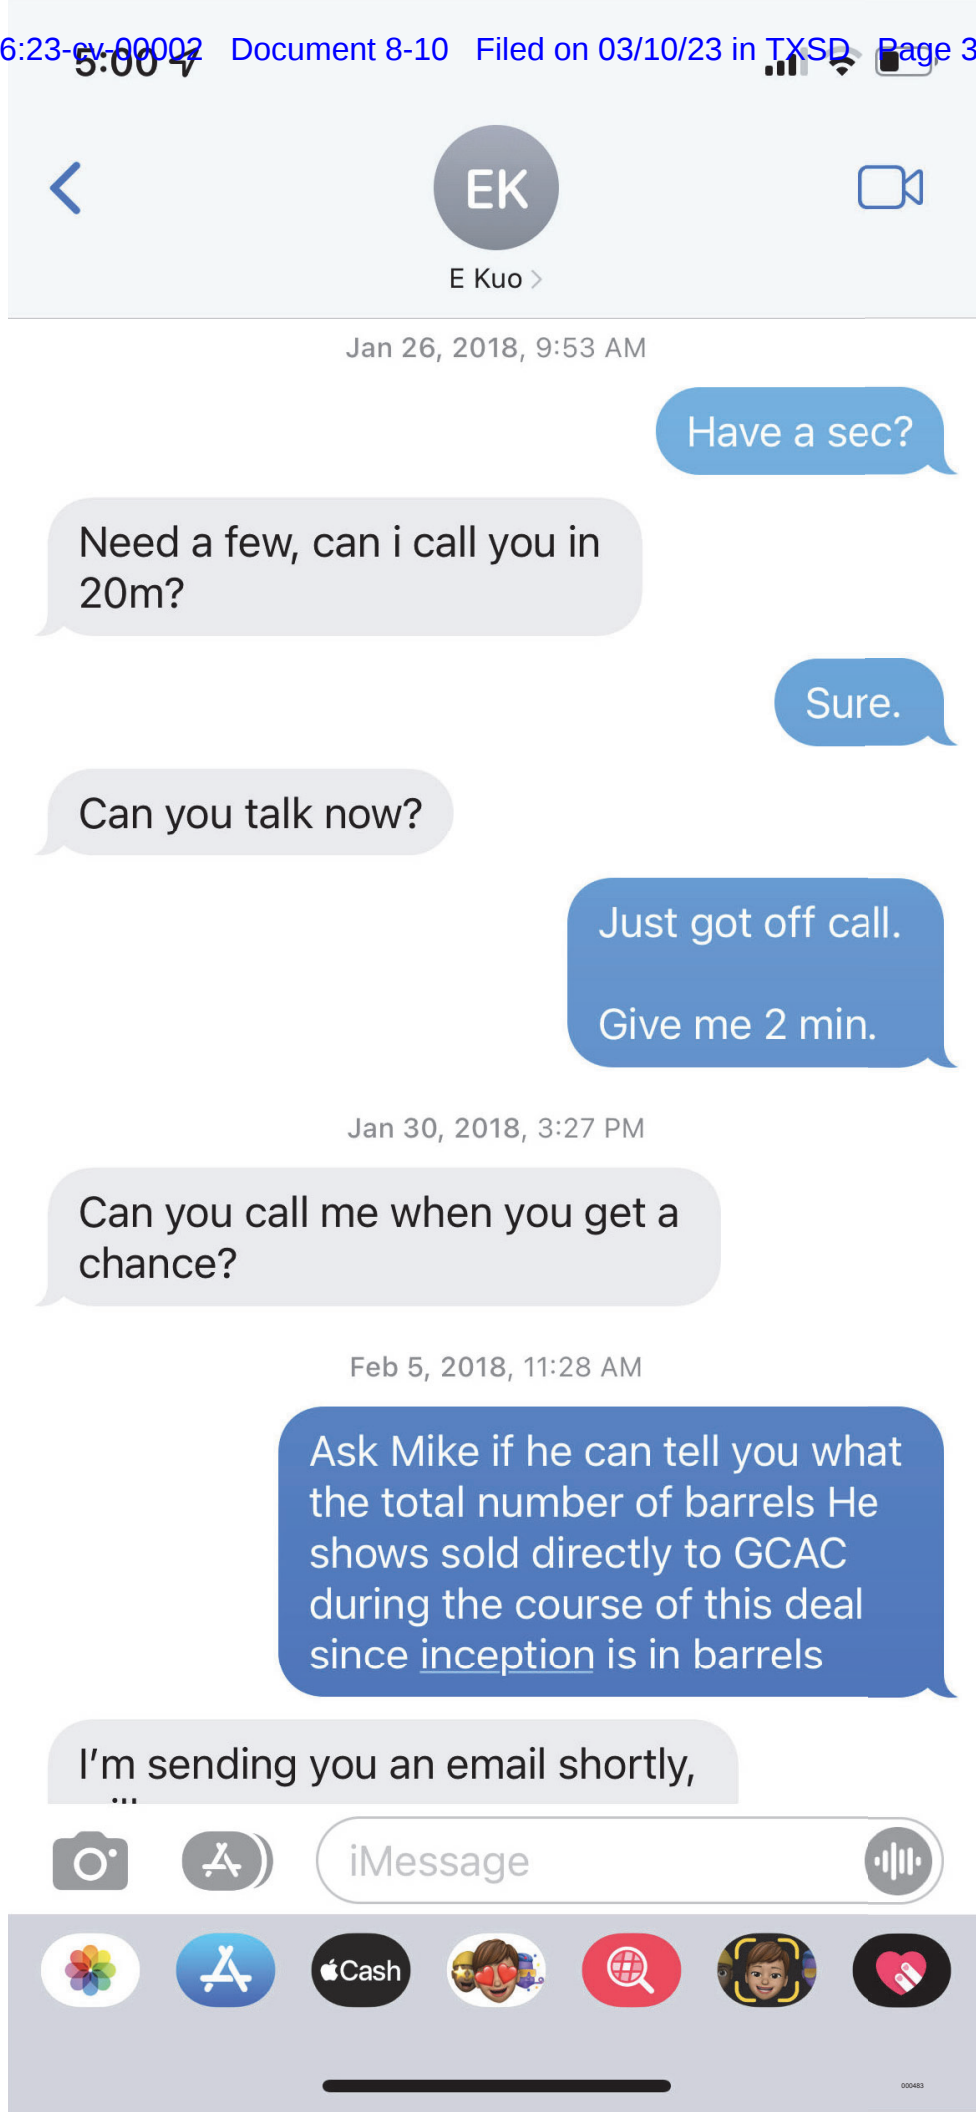 6:23-cv-00002 Document 8-10 Filed on 03/10/23 in TXSD Page 3
5:00
EK
E Kuo
Jan 26, 2018, 9:53 AM
Have a sec?
Need a few, can i call you in
20m?
Sure.
Can you talk now?
Just got off call.
Give me 2 min.
Jan 30, 2018, 3:27 PM
Can you call me when you get a
chance?
Feb 5, 2018, 11:28 AM
Ask Mike if he can tell you what
the total number of barrels He
shows sold directly to GCAC
during the course of this deal
since inception is in barrels
I'm sending you an email shortly,
iMessage
Cash
000483